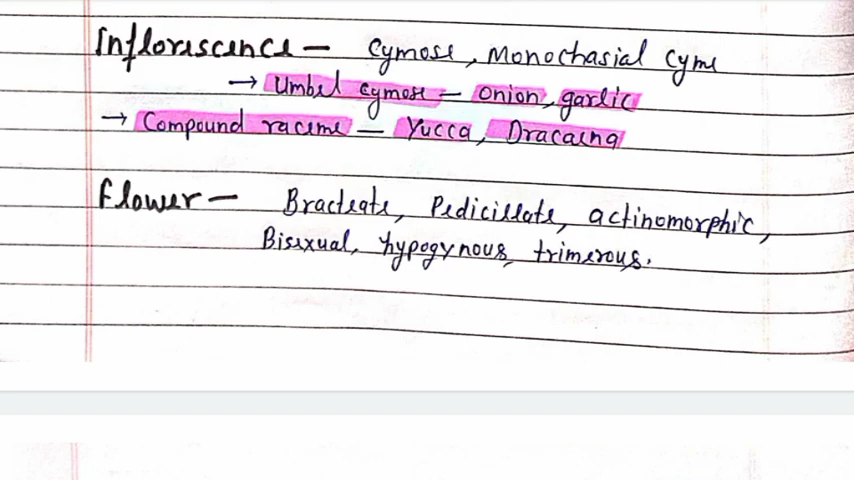 Inflorescence – Cymose, Monochasial Cyme
→ Umbel cymose – Onion, garlic
→ Compound raceme – Yucca, Dracaena
Flower – Bracteate, Pedicillate, actinomorphic,
Bisexual, hypogynous, trimerous.